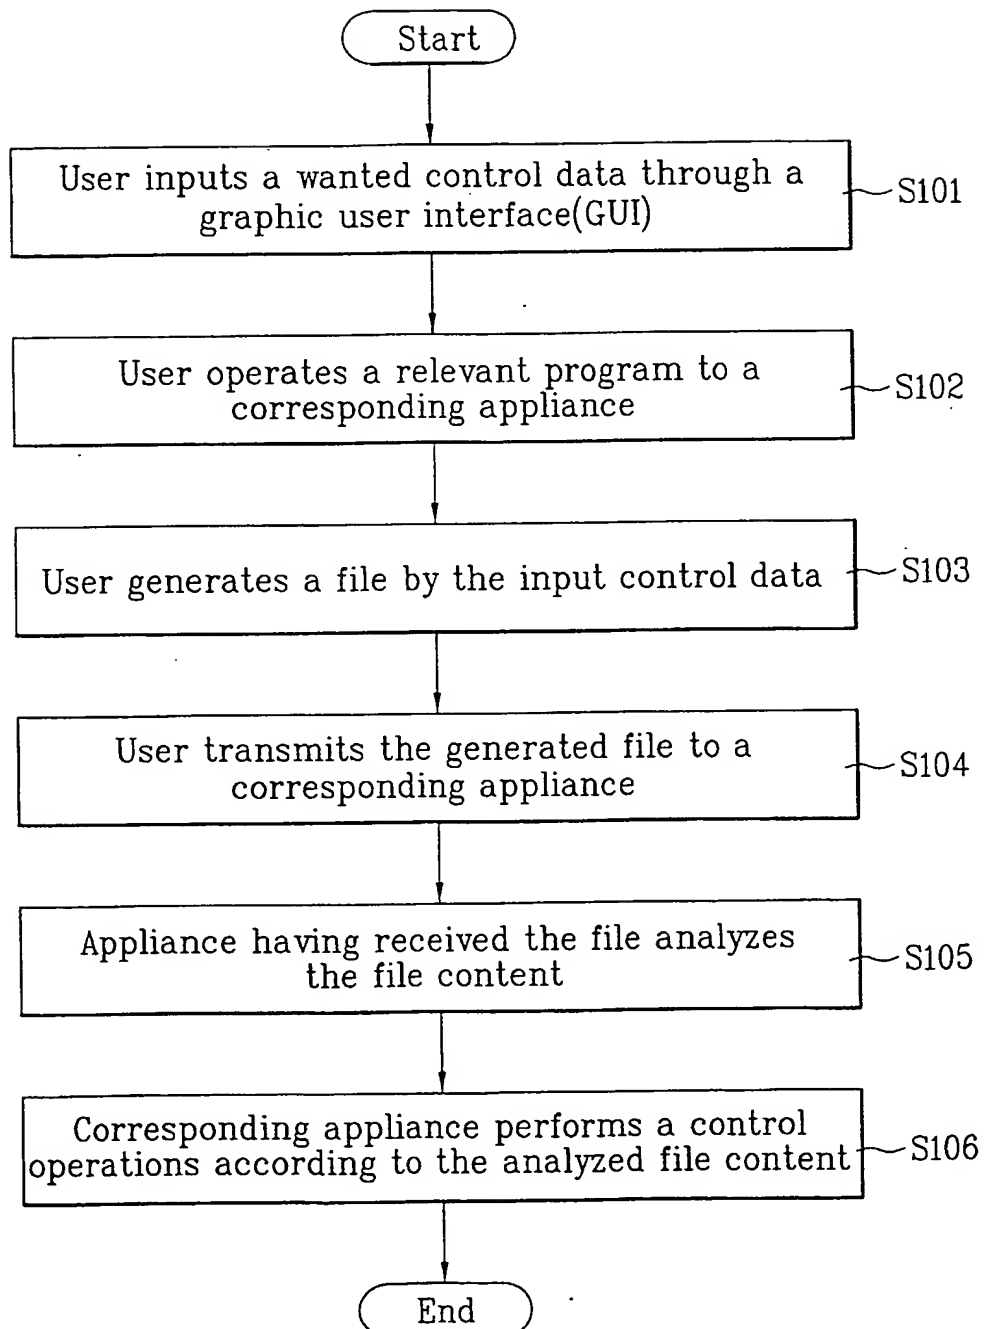 Start
User inputs a wanted control data through a
graphic user interface(GUI)
S101
User operates a relevant program to a
corresponding appliance
S102
User generates a file by the input control data
S103
User transmits the generated file to a
corresponding appliance
S104
Appliance having received the file analyzes
the file content
S105
Corresponding appliance performs a control
operations according to the analyzed file content
S106
End